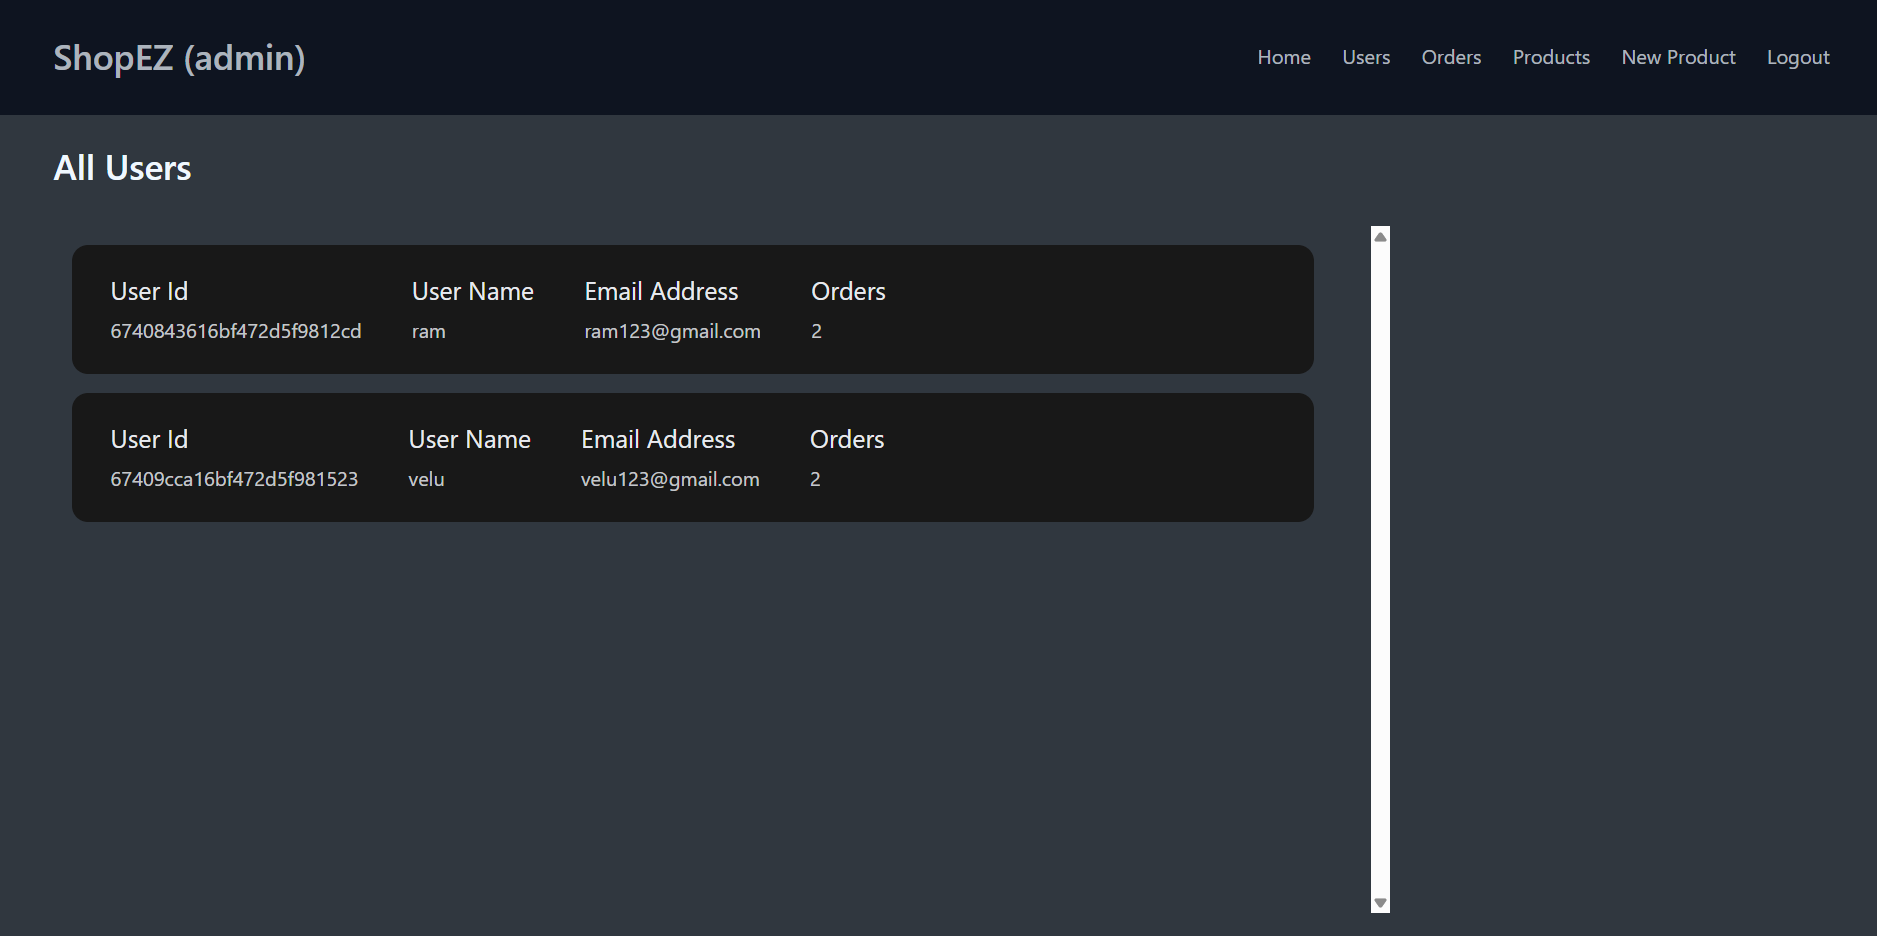 ShopEZ (admin)
Home Users Orders Products New Product Logout
All Users
User Id User Name Email Address Orders
6740843616bf472d5f9812cd ram ram123@gmail.com 2
User Id User Name Email Address Orders
67409cca16bf472d5f981523 velu velu123@gmail.com 2